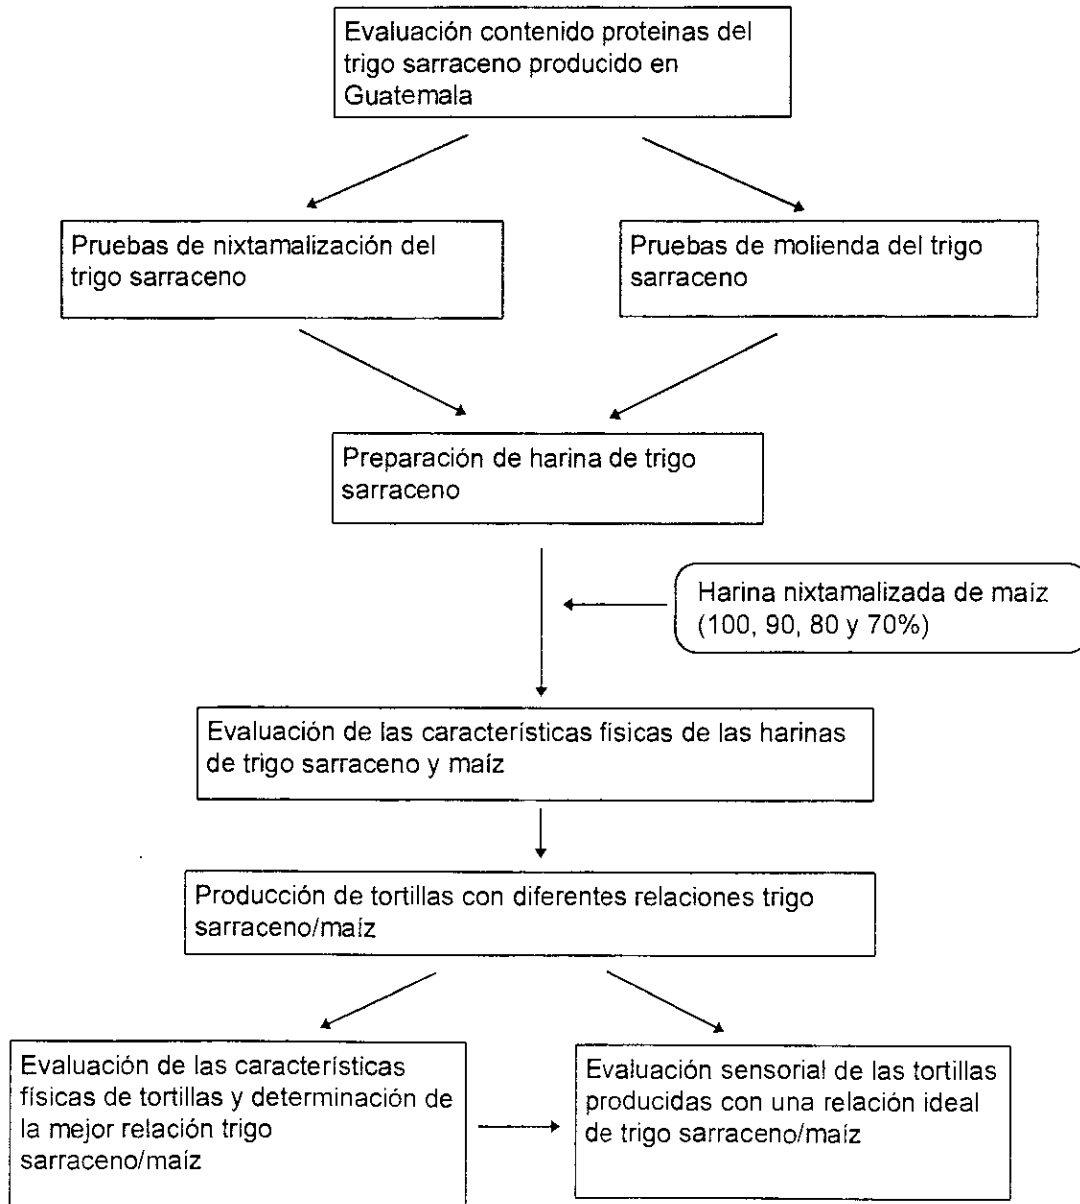 Evaluación contenido proteinas del
trigo sarraceno producido en
Guatemala
Pruebas de nixtamalización del
trigo sarraceno
Pruebas de molienda del trigo
sarraceno
Preparación de harina de trigo
sarraceno
Harina nixtamalizada de maíz
(100, 90, 80 y 70%)
Evaluación de las características físicas de las harinas
de trigo sarraceno y maíz
Producción de tortillas con diferentes relaciones trigo
sarraceno/maíz
Evaluación de las características
físicas de tortillas y determinación de
la mejor relación trigo
sarraceno/maíz
Evaluación sensorial de las tortillas
producidas con una relación ideal
de trigo sarraceno/maíz